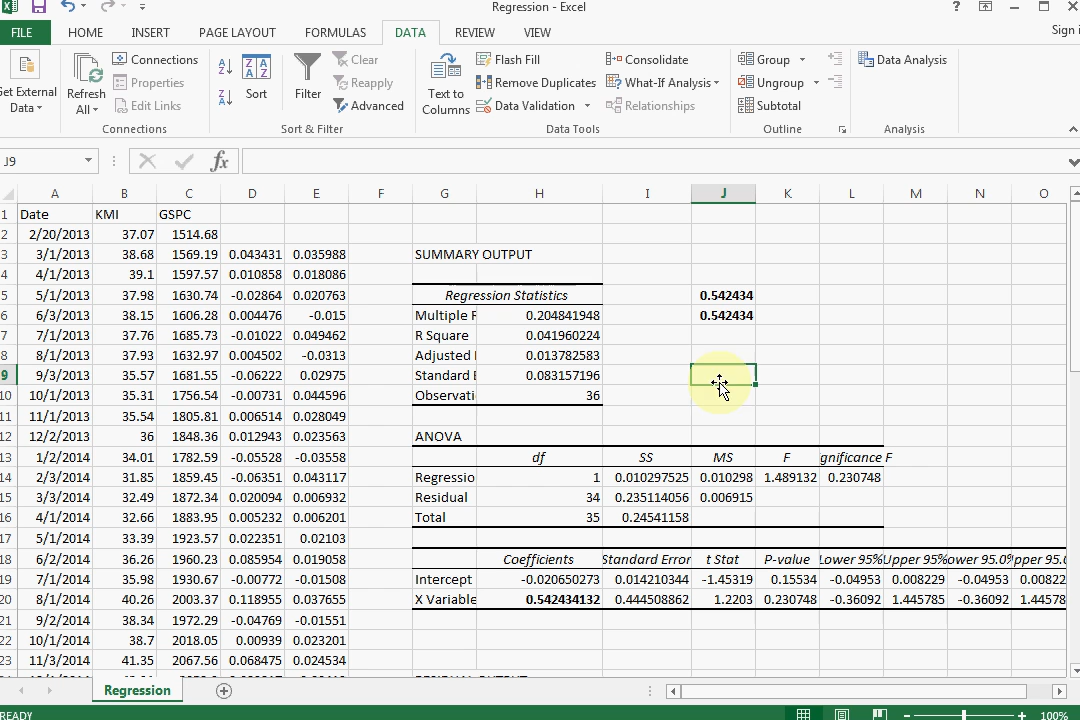 Regression - Excel
?
Sign i
FILE HOME INSERT PAGE LAYOUT FORMULAS DATA REVIEW VIEW
Get External Data
Refresh All
Connections
Properties
Edit Links
Connections
Sort
Filter
Clear
Reapply
Advanced
Sort & Filter
Text to Columns
Flash Fill
Remove Duplicates
Data Validation
Consolidate
What-If Analysis
Relationships
Data Tools
Group
Ungroup
Subtotal
Outline
Data Analysis
Analysis
J9 fx
A B C D E F G H I J K L M N O
1 Date KMI GSPC
2 2/20/2013 37.07 1514.68
3 3/1/2013 38.68 1569.19 0.043431 0.035988 SUMMARY OUTPUT
4 4/1/2013 39.1 1597.57 0.010858 0.018086
5 5/1/2013 37.98 1630.74 -0.02864 0.020763 Regression Statistics 0.542434
6 6/3/2013 38.15 1606.28 0.004476 -0.015 Multiple R 0.204841948 0.542434
7 7/1/2013 37.76 1685.73 -0.01022 0.049462 R Square 0.041960224
8 8/1/2013 37.93 1632.97 0.004502 -0.0313 Adjusted 0.013782583
9 9/3/2013 35.57 1681.55 -0.06222 0.02975 Standard E 0.083157196
10 10/1/2013 35.31 1756.54 -0.00731 0.044596 Observati 36
11 11/1/2013 35.54 1805.81 0.006514 0.028049
12 12/2/2013 36 1848.36 0.012943 0.023563 ANOVA
13 1/2/2014 34.01 1782.59 -0.05528 -0.03558 df SS MS F gnificance F
14 2/3/2014 31.85 1859.45 -0.06351 0.043117 Regressio 1 0.010297525 0.010298 1.489132 0.230748
15 3/3/2014 32.49 1872.34 0.020094 0.006932 Residual 34 0.235114056 0.006915
16 4/1/2014 32.66 1883.95 0.005232 0.006201 Total 35 0.24541158
17 5/1/2014 33.39 1923.57 0.022351 0.02103
18 6/2/2014 36.26 1960.23 0.085954 0.019058 Coefficients Standard Error t Stat P-value Lower 95% Upper 95% ower 95.0% pper 95.0
19 7/1/2014 35.98 1930.67 -0.00772 -0.01508 Intercept -0.020650273 0.014210344 -1.45319 0.15534 -0.04953 0.008229 -0.04953 0.00822
20 8/1/2014 40.26 2003.37 0.118955 0.037655 X Variable 0.542434132 0.444508862 1.2203 0.230748 -0.36092 1.445785 -0.36092 1.44578
21 9/2/2014 38.34 1972.29 -0.04769 -0.01551
22 10/1/2014 38.7 2018.05 0.00939 0.023201
23 11/3/2014 41.35 2067.56 0.068475 0.024534
Regression
READY 100%